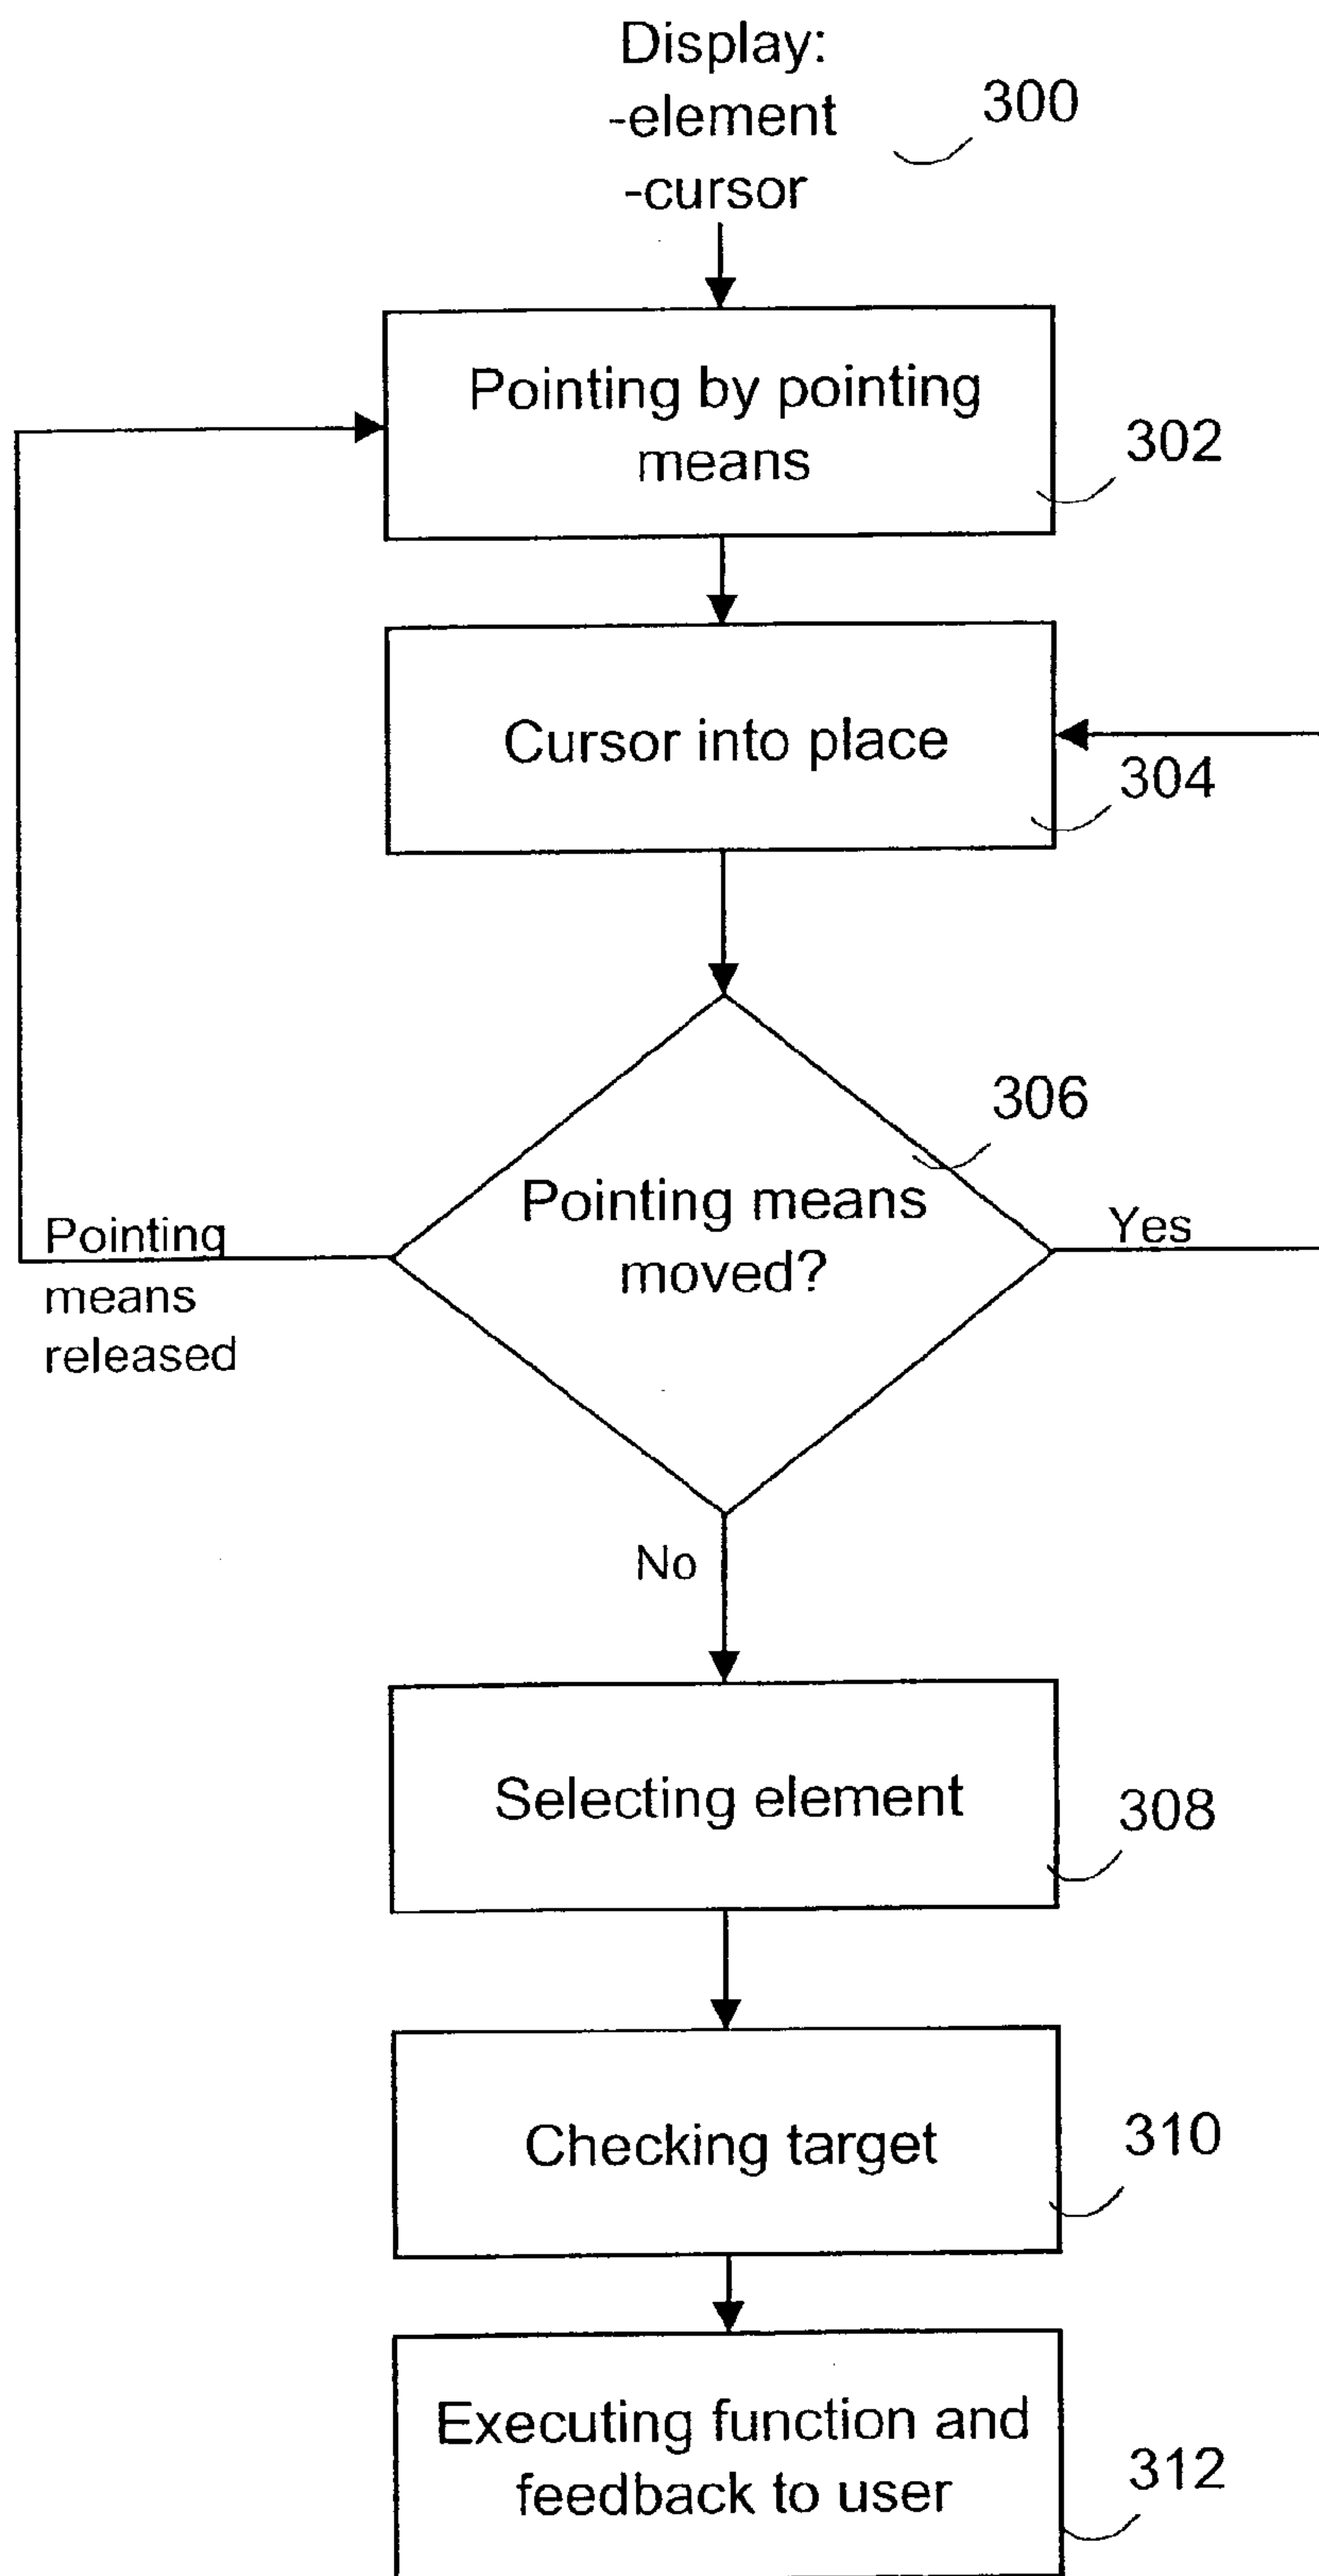 Display:
-element
-cursor
300
Pointing by pointing
means
302
Cursor into place
304
306
Pointing means
moved?
Yes
Pointing
means
released
No
Selecting element
308
Checking target
310
Executing function and
feedback to user
312